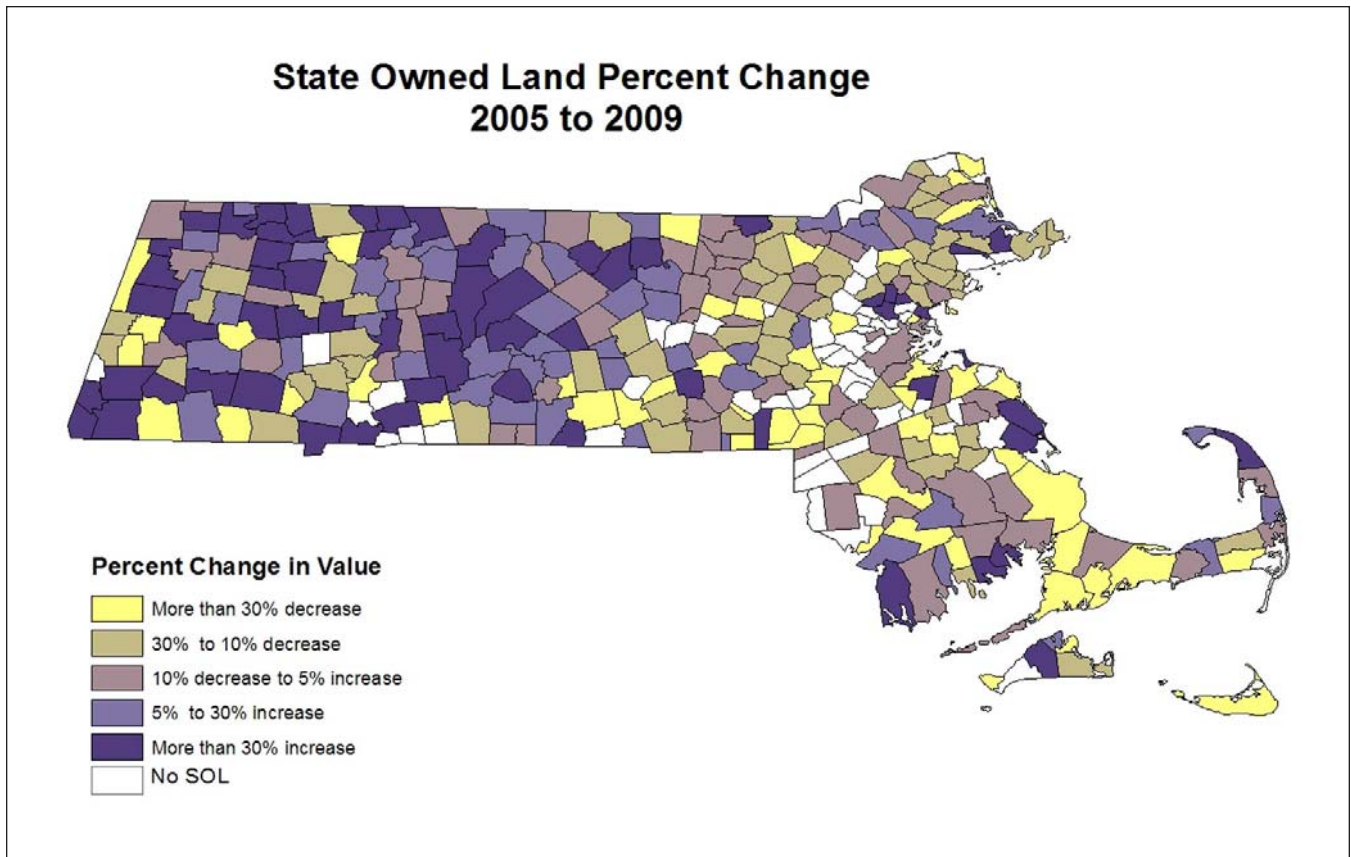 State Owned Land Percent Change
2005 to 2009
Percent Change in Value
More than 30% decrease
30% to 10% decrease
10% decrease to 5% increase
5% to 30% increase
More than 30% increase
No SOL